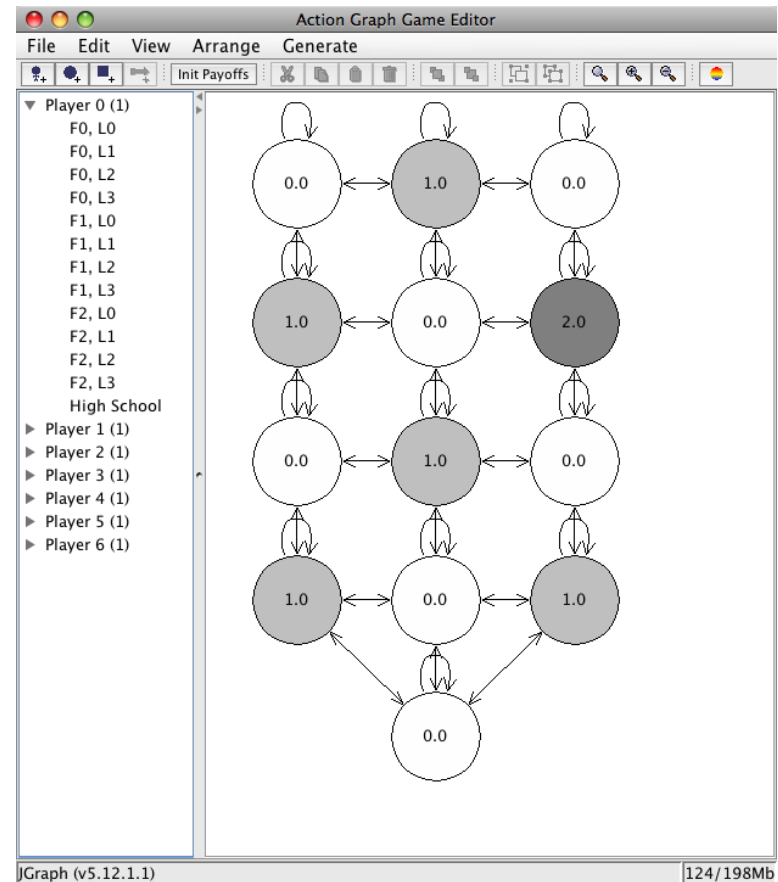 Action Graph Game Editor
File Edit View Arrange Generate
Init Payoffs
Player 0 (1)
F0, L0
F0, L1
F0, L2
F0, L3
F1, L0
F1, L1
F1, L2
F1, L3
F2, L0
F2, L1
F2, L2
F2, L3
High School
Player 1 (1)
Player 2 (1)
Player 3 (1)
Player 4 (1)
Player 5 (1)
Player 6 (1)
0.0 1.0 0.0
1.0 0.0 2.0
0.0 1.0 0.0
1.0 0.0 1.0
0.0
JGraph (v5.12.1.1) 124/198Mb